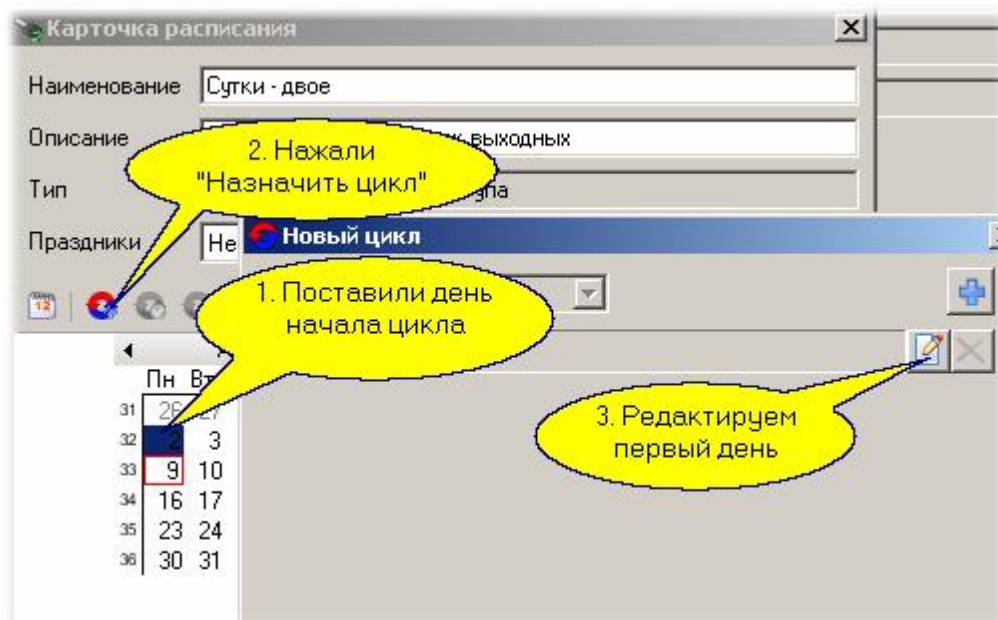 Карточка расписания
Наименование Сутки - двое
Описание
выходных
2. Нажали
"Назначить цикл"
Тип
Праздники Не
Новый цикл
12
1. Поставили день
начала цикла
Пн Вт
31 26 27
32 2 3
33 9 10
34 16 17
35 23 24
36 30 31
3. Редактируем
первый день